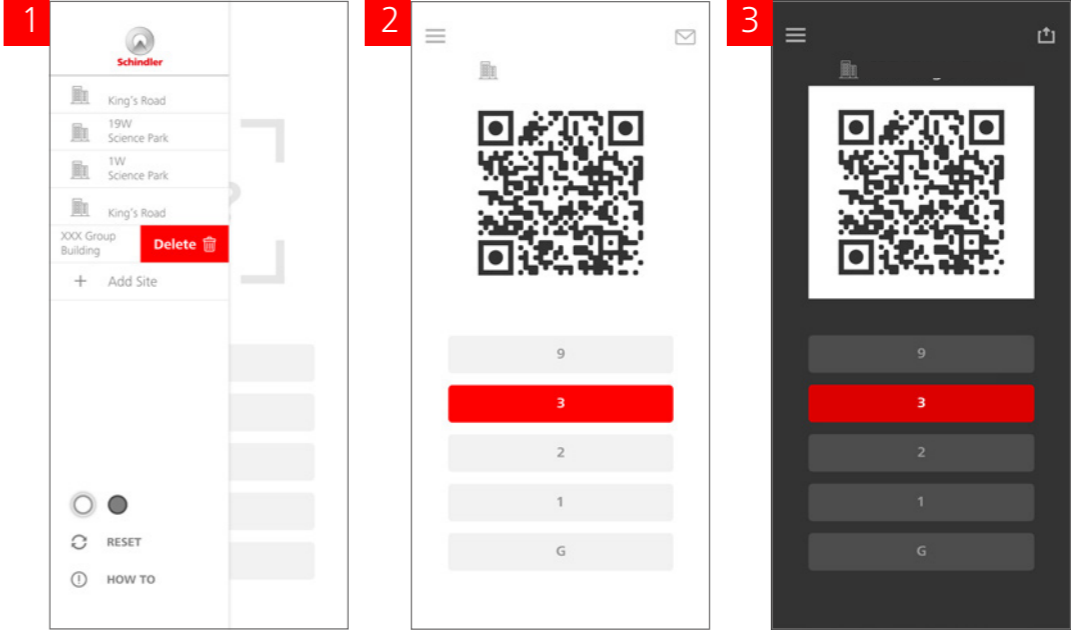 1
Schindler
King's Road
19W
Science Park
1W
Science Park
King's Road
XXX Group
Building
Delete
+ Add Site
RESET
HOW TO
2
9
3
2
1
G
3
9
3
2
1
G